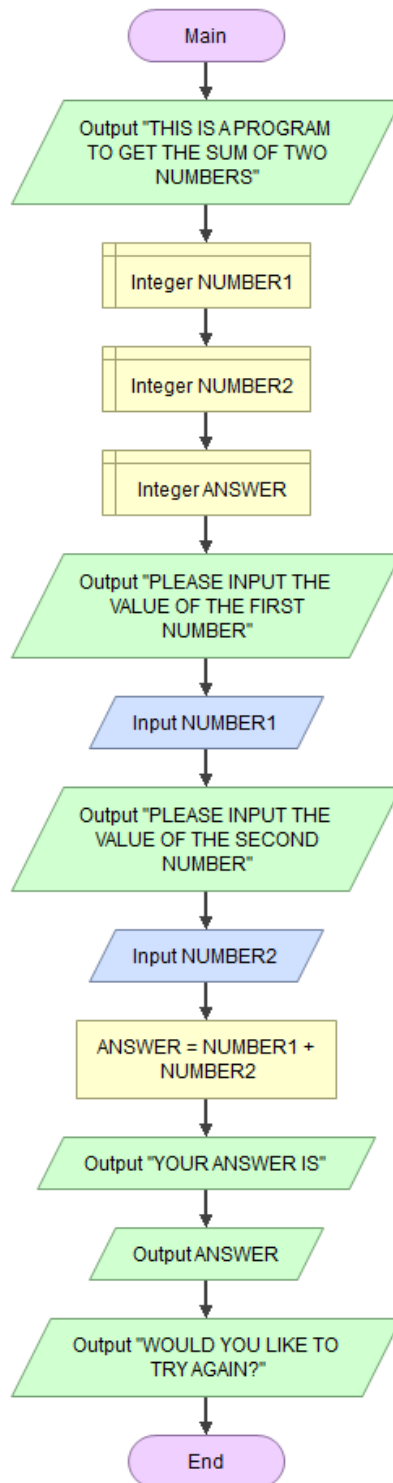 Main
Output "THIS IS A PROGRAM
TO GET THE SUM OF TWO
NUMBERS"
Integer NUMBER1
Integer NUMBER2
Integer ANSWER
Output "PLEASE INPUT THE
VALUE OF THE FIRST
NUMBER"
Input NUMBER1
Output "PLEASE INPUT THE
VALUE OF THE SECOND
NUMBER"
Input NUMBER2
ANSWER = NUMBER1 +
NUMBER2
Output "YOUR ANSWER IS"
Output ANSWER
Output "WOULD YOU LIKE TO
TRY AGAIN?"
End